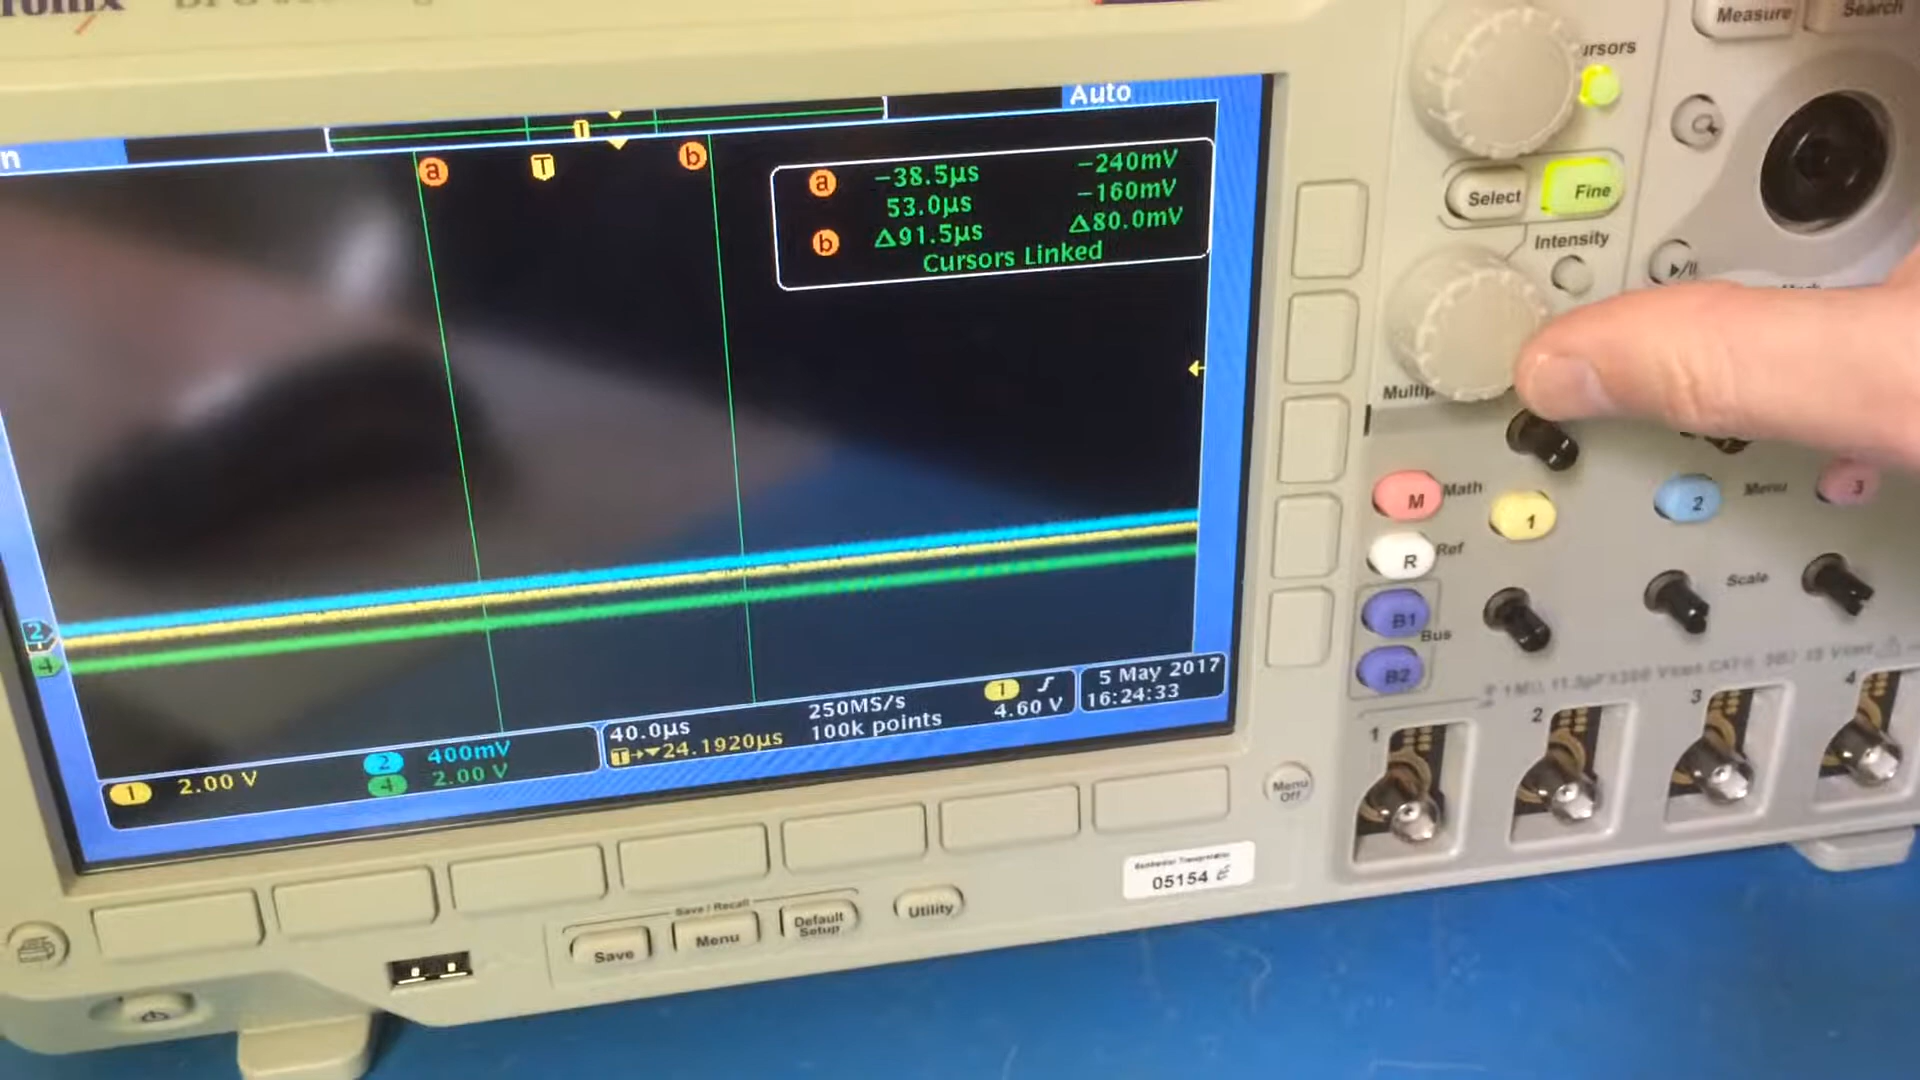 Measure
Search
Auto
a
T
b
T
a -38.5µs -240mV
53.0µs -160mV
b Δ91.5µs Δ80.0mV
Cursors Linked
Select
Fine
Intensity
2
4
M
Math
1
2
Menu
3
R
Ref
B1
Bus
B2
Scale
1 2.00 V
2 400mV
4 2.00 V
40.0µs
T→▼24.1920µs
250MS/s
100k points
1
4.60 V
5 May 2017
16:24:33
1
2
3
4
Menu
Off
05154
Save / Recall
Save
Menu
Default
Setup
Utility